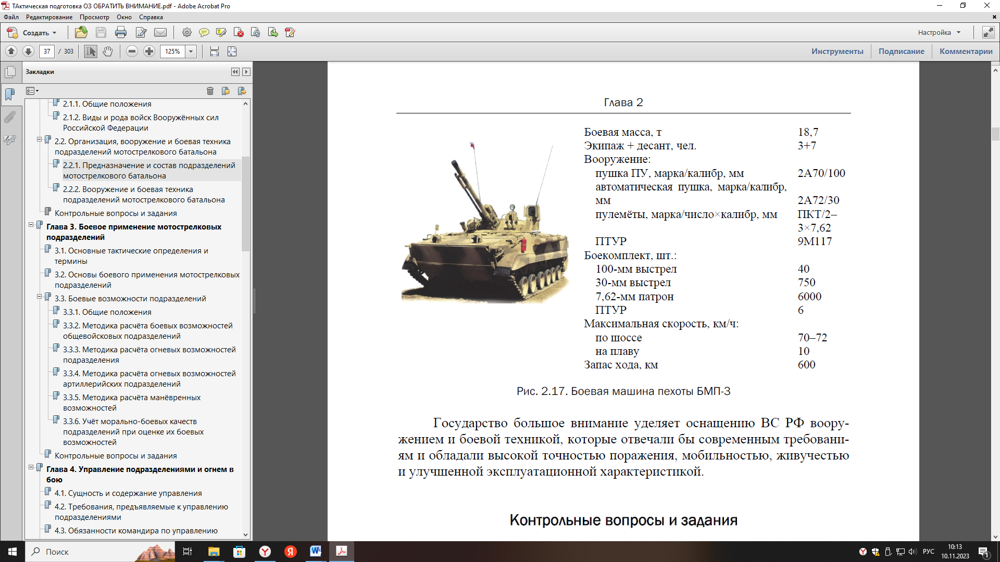 ТАктическая подготовка ОЗ ОБРАТИТЬ ВНИМАНИЕ.pdf - Adobe Acrobat Pro
Файл Редактирование Просмотр Окно Справка
Создать
Настройка
37 / 303
125%
Инструменты Подписание Комментарии
Закладки
2.1.1. Общие положения
2.1.2. Виды и рода войск Вооружённых сил
Российской Федерации
2.2. Организация, вооружение и боевая техника
подразделений мотострелкового батальона
2.2.1. Предназначение и состав подразделений
мотострелкового батальона
2.2.2. Вооружение и боевая техника
подразделений мотострелкового батальона
Контрольные вопросы и задания
Глава 3. Боевое применение мотострелковых
подразделений
3.1. Основные тактические определения и
термины
3.2. Основы боевого применения мотострелковых
подразделений
3.3. Боевые возможности подразделений
3.3.1. Общие положения
3.3.2. Методика расчёта боевых возможностей
общевойсковых подразделений
3.3.3. Методика расчёта огневых возможностей
подразделения
3.3.4. Методика расчёта огневых возможностей
артиллерийских подразделений
3.3.5. Методика расчёта манёвренных
возможностей
3.3.6. Учёт морально-боевых качеств
подразделений при оценке их боевых
возможностей
Контрольные вопросы и задания
Глава 4. Управление подразделениями и огнем в
бою
4.1. Сущность и содержание управления
4.2. Требования, предъявляемые к управлению
подразделениями
4.3. Обязанности командира по управлению
Глава 2
Боевая масса, т 18,7
Экипаж + десант, чел. 3+7
Вооружение:
пушка ПУ, марка/калибр, мм 2А70/100
автоматическая пушка, марка/калибр,
мм 2А72/30
пулемёты, марка/число×калибр, мм ПКТ/2–
3×7,62
ПТУР 9М117
Боекомплект, шт.:
100-мм выстрел 40
30-мм выстрел 750
7,62-мм патрон 6000
ПТУР 6
Максимальная скорость, км/ч:
по шоссе 70–72
на плаву 10
Запас хода, км 600
Рис. 2.17. Боевая машина пехоты БМП-3
Государство большое внимание уделяет оснащению ВС РФ воору-
жением и боевой техникой, которые отвечали бы современным требовани-
ям и обладали высокой точностью поражения, мобильностью, живучестью
и улучшенной эксплуатационной характеристикой.
Контрольные вопросы и задания
Поиск
РУС
10:13
10.11.2023
1